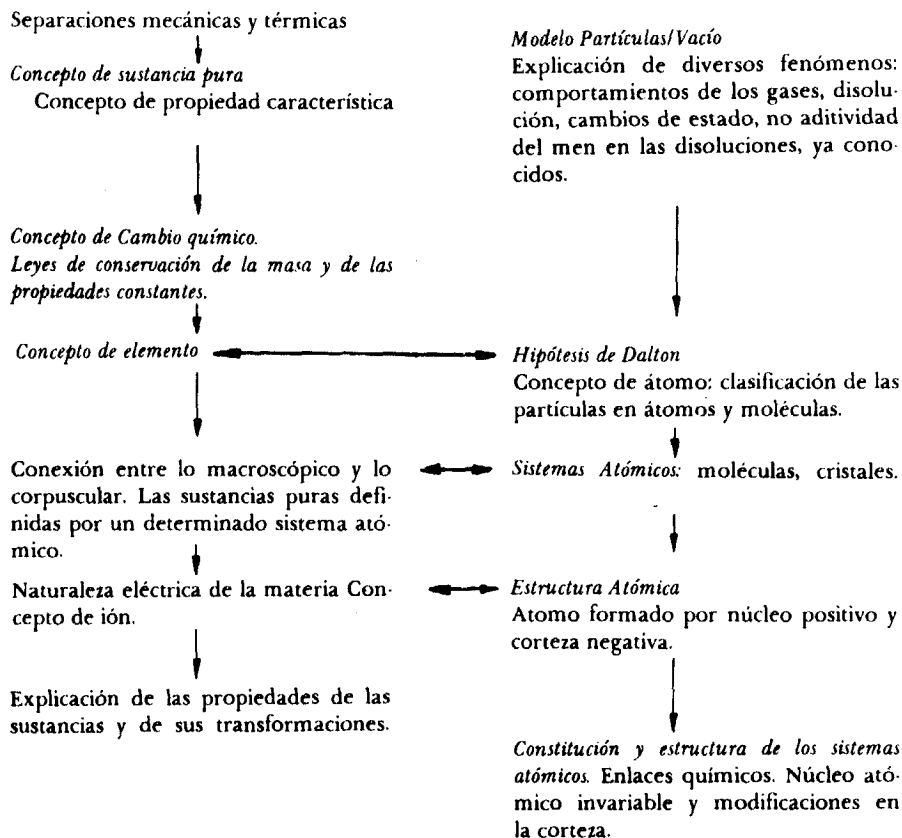 Separaciones mecánicas y térmicas
Concepto de sustancia pura
Concepto de propiedad característica
Concepto de Cambio químico.
Leyes de conservación de la masa y de las
propiedades constantes.
Concepto de elemento
Conexión entre lo macroscópico y lo
corpuscular. Las sustancias puras defi-
nidas por un determinado sistema ató-
mico.
Naturaleza eléctrica de la materia Con-
cepto de ión.
Explicación de las propiedades de las
sustancias y de sus transformaciones.
Modelo Partículas/Vacío
Explicación de diversos fenómenos:
comportamientos de los gases, disolu-
ción, cambios de estado, no aditividad
del men en las disoluciones, ya cono-
cidos.
Hipótesis de Dalton
Concepto de átomo: clasificación de las
partículas en átomos y moléculas.
Sistemas Atómicos: moléculas, cristales.
Estructura Atómica
Atomo formado por núcleo positivo y
corteza negativa.
Constitución y estructura de los sistemas
atómicos. Enlaces químicos. Núcleo ató-
mico invariable y modificaciones en
la corteza.